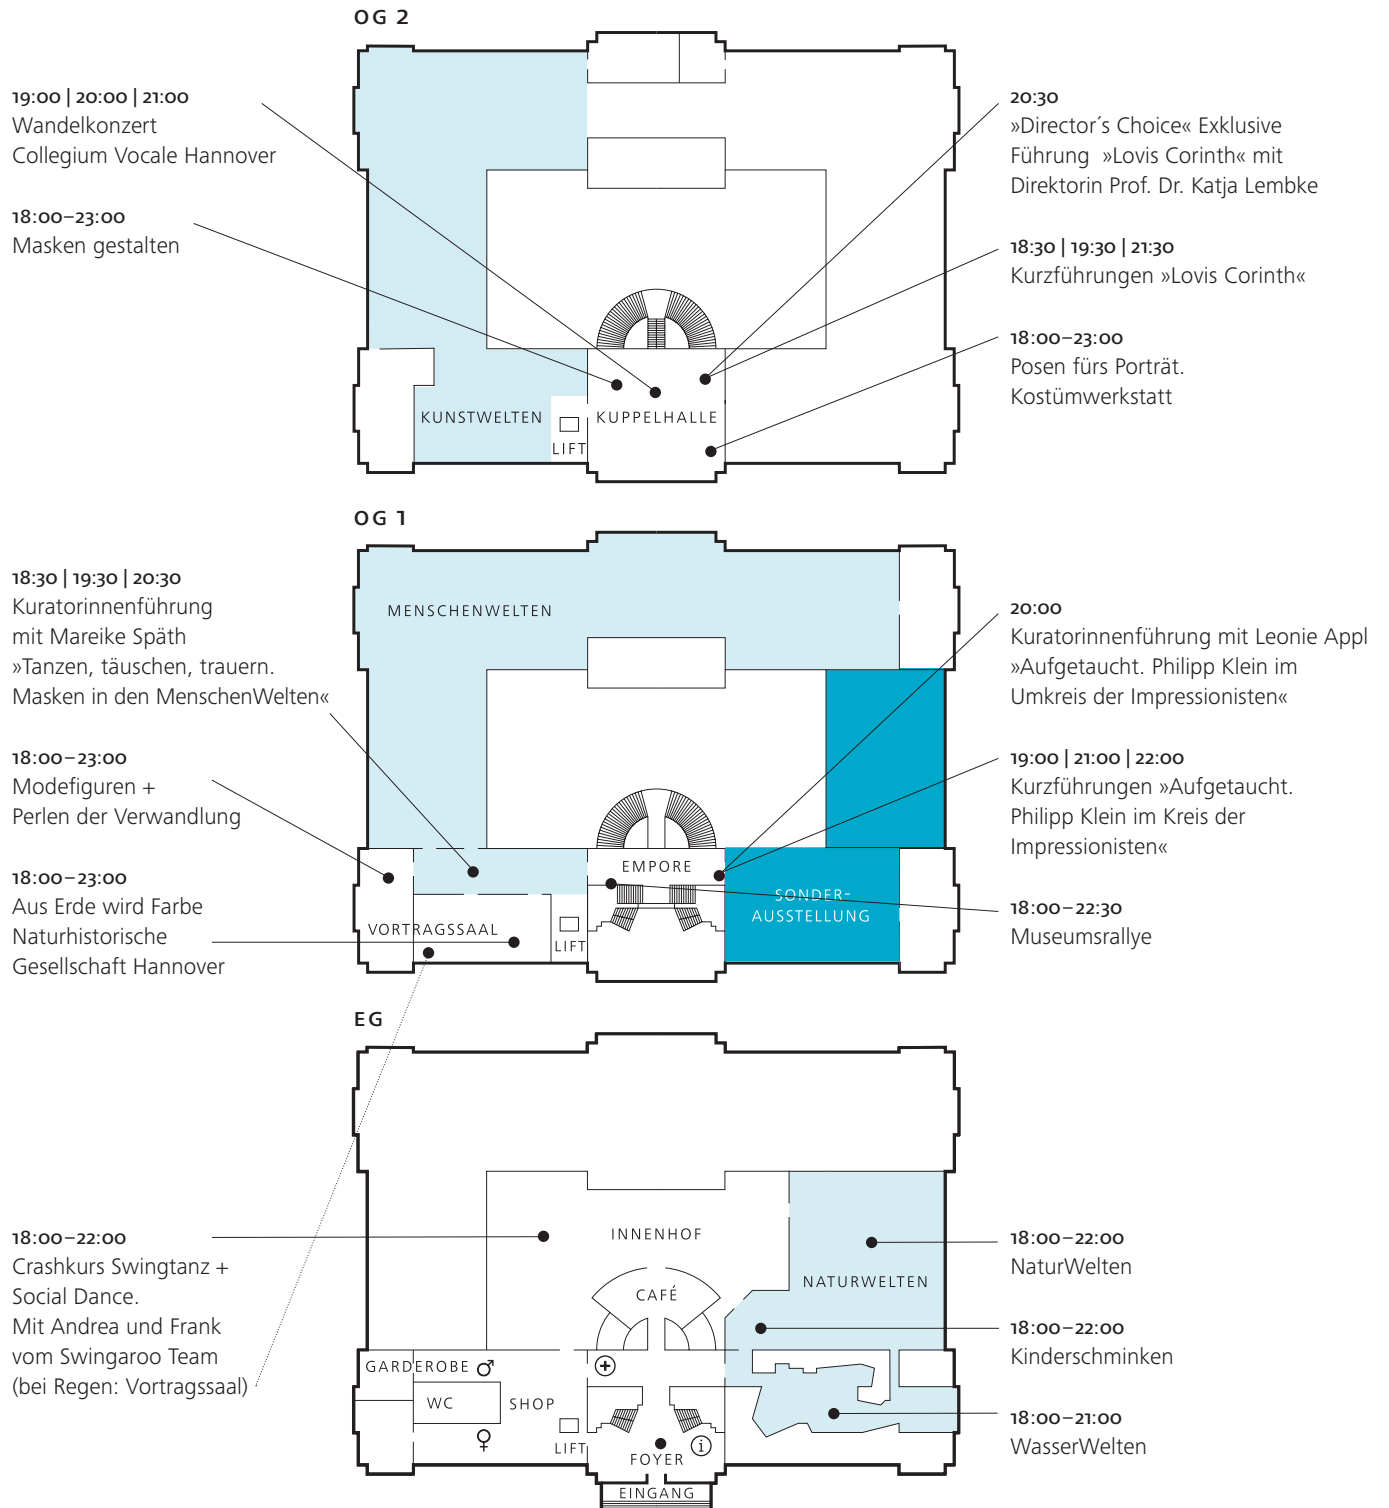 OG 2
19:00 | 20:00 | 21:00
Wandelkonzert
Collegium Vocale Hannover
18:00–23:00
Masken gestalten
20:30
»Director´s Choice« Exklusive
Führung »Lovis Corinth« mit
Direktorin Prof. Dr. Katja Lembke
18:30 | 19:30 | 21:30
Kurzführungen »Lovis Corinth«
18:00–23:00
Posen fürs Porträt.
Kostümwerkstatt
KUNSTWELTEN
KUPPELHALLE
LIFT
OG 1
18:30 | 19:30 | 20:30
Kuratorinnenführung
mit Mareike Späth
»Tanzen, täuschen, trauern.
Masken in den MenschenWelten«
18:00–23:00
Modefiguren +
Perlen der Verwandlung
18:00–23:00
Aus Erde wird Farbe
Naturhistorische
Gesellschaft Hannover
MENSCHENWELTEN
EMPORE
SONDER-
AUSSTELLUNG
VORTRAGSSAAL
LIFT
20:00
Kuratorinnenführung mit Leonie Appl
»Aufgetaucht. Philipp Klein im
Umkreis der Impressionisten«
19:00 | 21:00 | 22:00
Kurzführungen »Aufgetaucht.
Philipp Klein im Kreis der
Impressionisten«
18:00–22:30
Museumsrallye
EG
18:00–22:00
Crashkurs Swingtanz +
Social Dance.
Mit Andrea und Frank
vom Swingaroo Team
(bei Regen: Vortragssaal)
INNENHOF
CAFÉ
NATURWELTEN
GARDEROBE ♂
WC
♀
SHOP
LIFT
i
FOYER
EINGANG
18:00–22:00
NaturWelten
18:00–22:00
Kinderschminken
18:00–21:00
WasserWelten